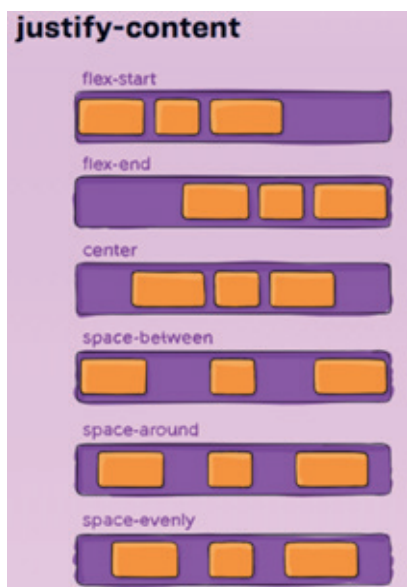 justify-content
flex-start
flex-end
center
space-between
space-around
space-evenly